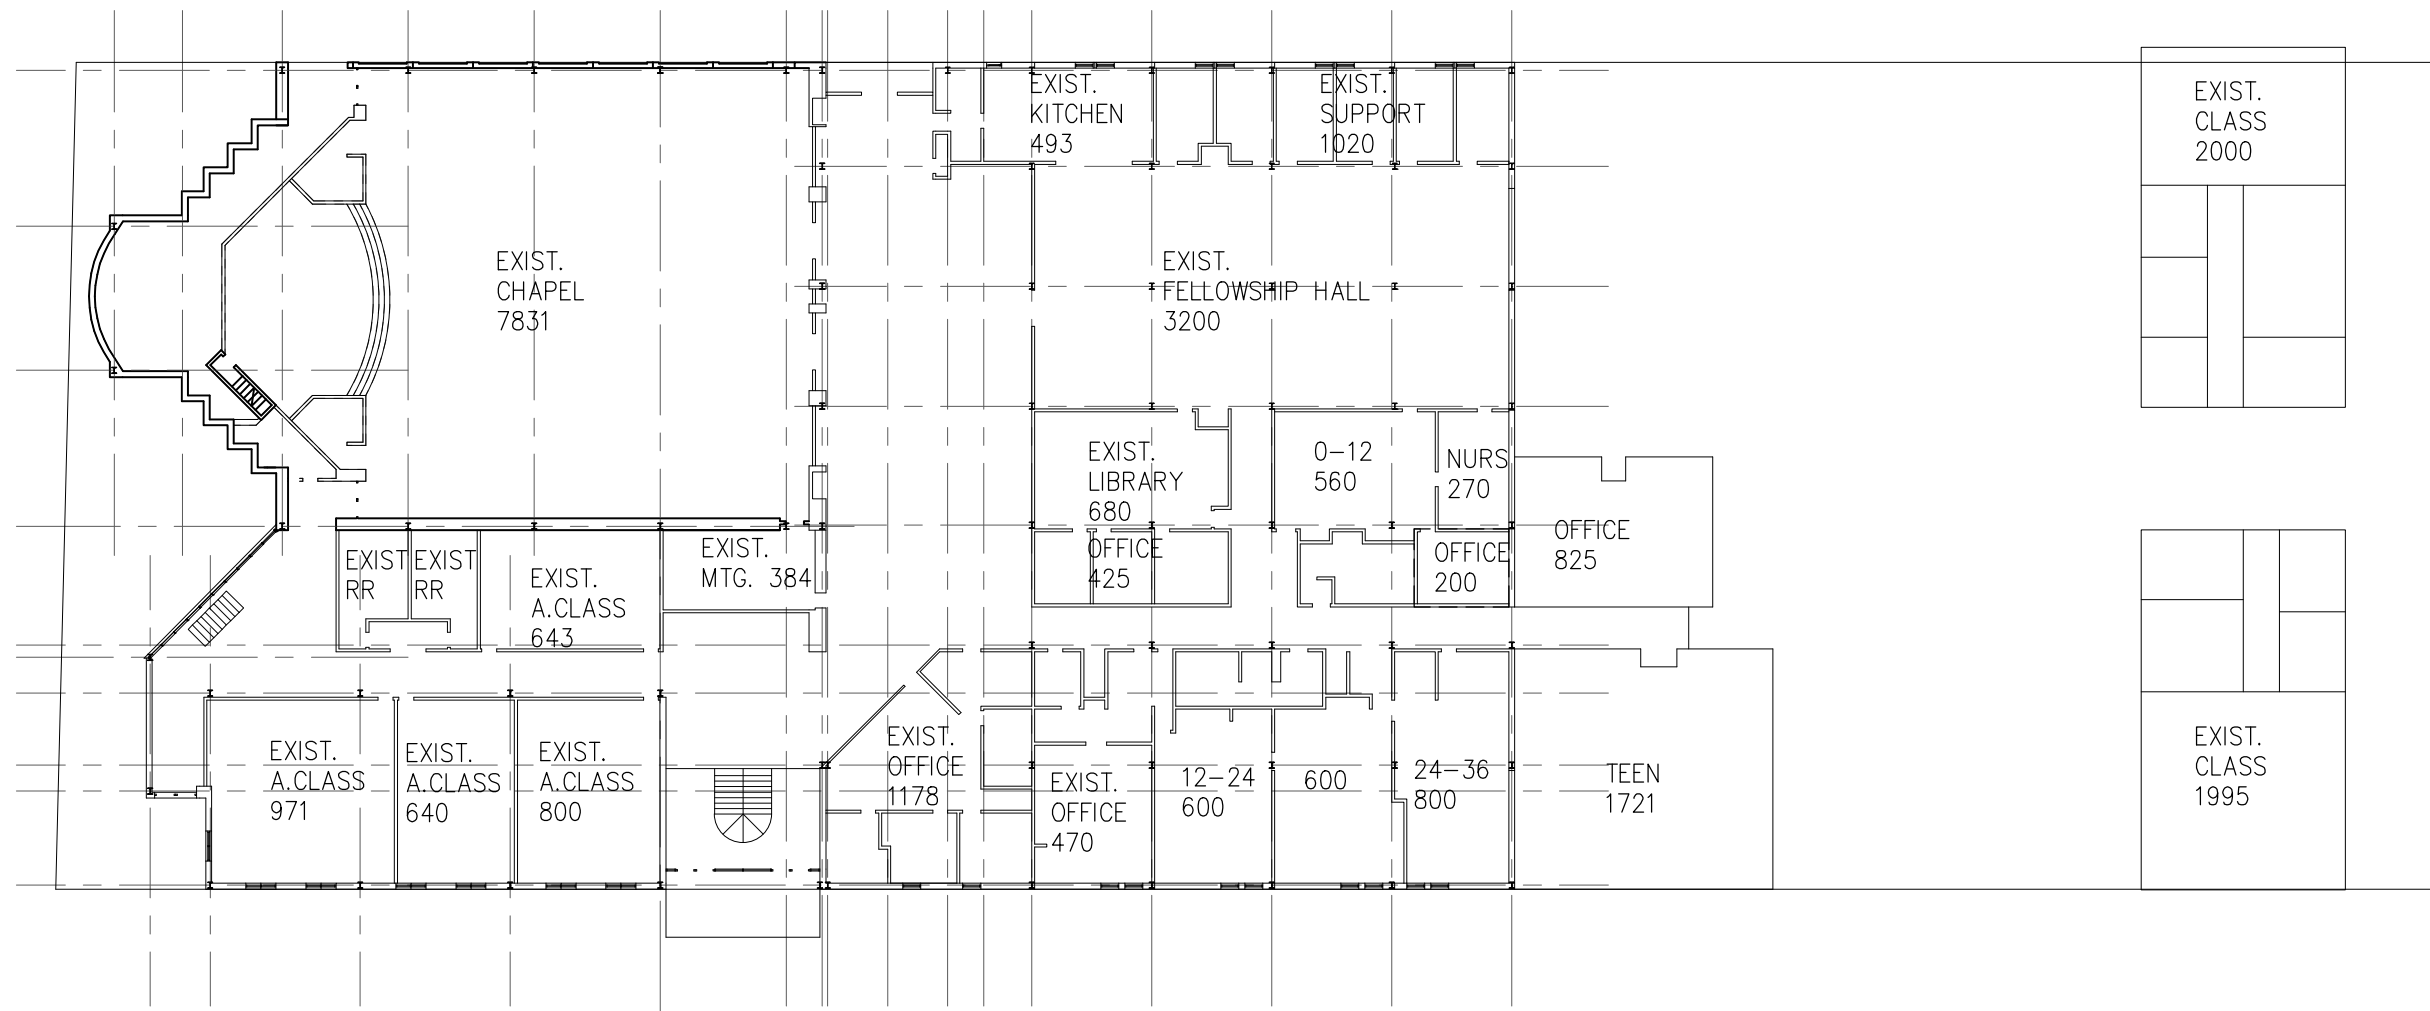 EXIST.
KITCHEN
493
EXIST.
SUPPORT
1020
EXIST.
CLASS
2000
EXIST.
CHAPEL
7831
EXIST.
FELLOWSHIP HALL
3200
EXIST.
LIBRARY
680
0-12
560
NURS
270
OFFICE
825
EXIST
RR
EXIST
RR
EXIST.
A.CLASS
643
EXIST.
MTG. 384
OFFICE
425
OFFICE
200
EXIST.
A.CLASS
971
EXIST.
A.CLASS
640
EXIST.
A.CLASS
800
EXIST.
OFFICE
1178
EXIST.
OFFICE
470
12-24
600
600
24-36
800
TEEN
1721
EXIST.
CLASS
1995